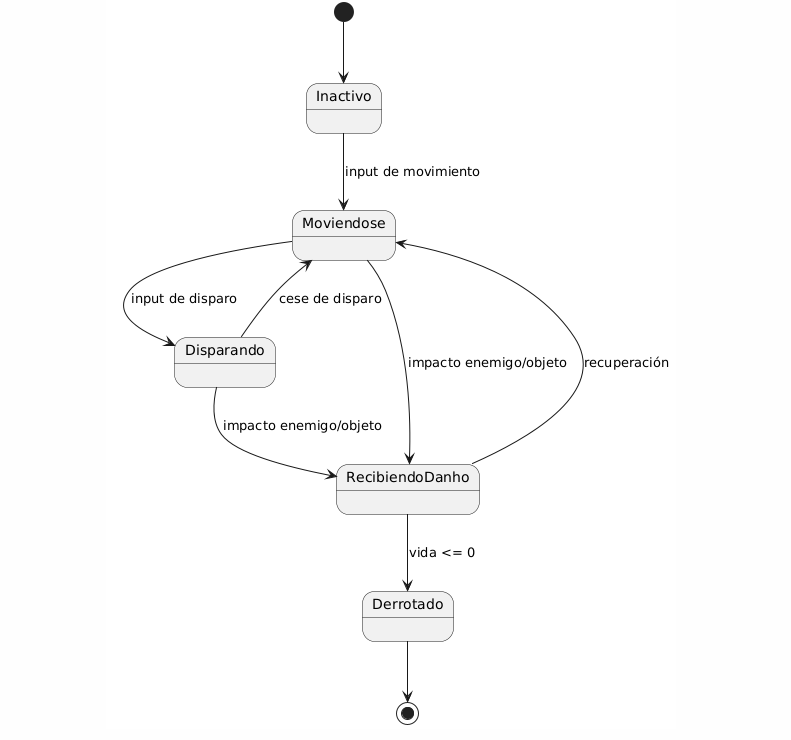 Inactivo
input de movimiento
Moviendose
input de disparo
cese de disparo
Disparando
impacto enemigo/objeto
recuperación
impacto enemigo/objeto
RecibiendoDanho
vida <= 0
Derrotado